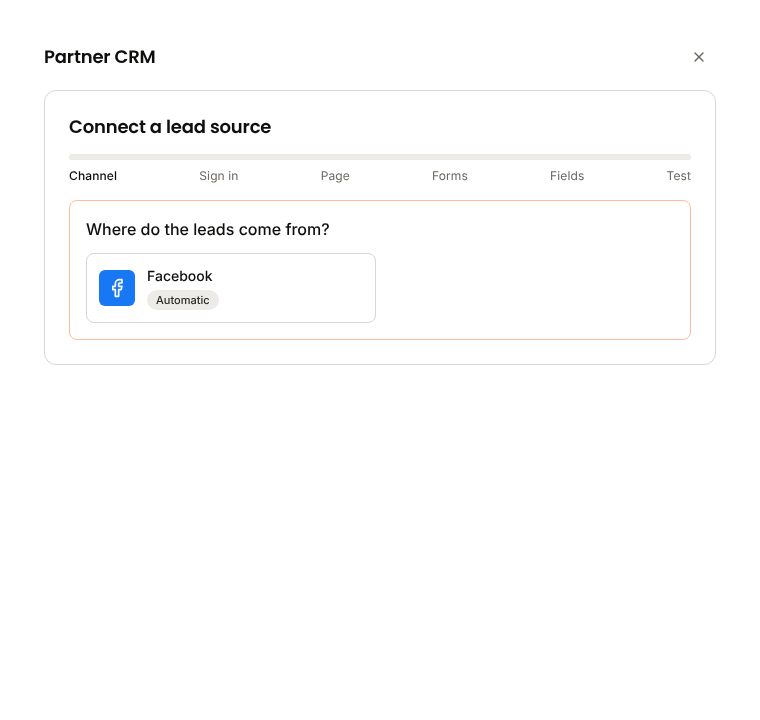 Partner CRM
Connect a lead source
Channel Sign in Page Forms Fields Test
Where do the leads come from?
Facebook
Automatic